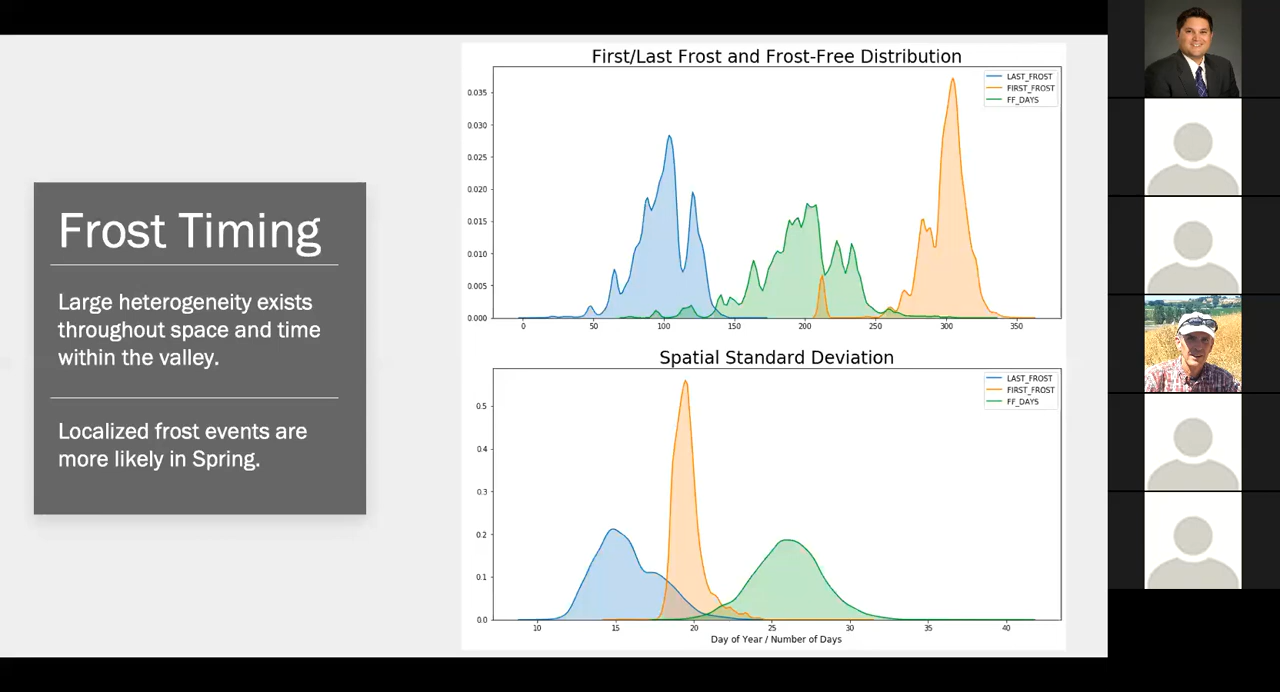 Frost Timing
Large heterogeneity exists
throughout space and time
within the valley.
Localized frost events are
more likely in Spring.
First/Last Frost and Frost-Free Distribution
LAST_FROST
FIRST_FROST
FF_DAYS
0.035
0.030
0.025
0.020
0.015
0.010
0.005
0.000
0 50 100 150 200 250 300 350
Spatial Standard Deviation
LAST_FROST
FIRST_FROST
FF_DAYS
0.5
0.4
0.3
0.2
0.1
0.0
10 15 20 25 30 35 40
Day of Year / Number of Days